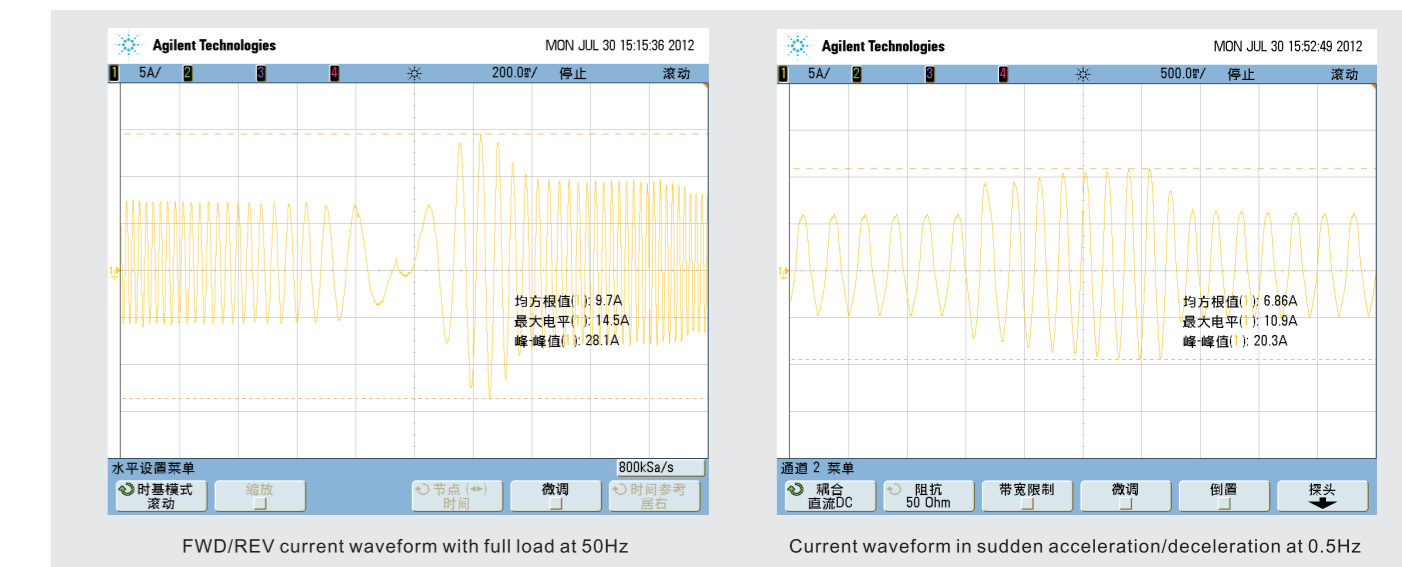 Agilent Technologies
MON JUL 30 15:15:36 2012
1 5A/ 2 3 4 200.0㎳/ 停止 滚动
1
均方根值(1): 9.7A
最大电平(1): 14.5A
峰-峰值(1): 28.1A
水平设置菜单
800kSa/s
时基模式
滚动
缩放
节点 (◂▸)
时间
微调
时间参考
居右
FWD/REV current waveform with full load at 50Hz
Agilent Technologies
MON JUL 30 15:52:49 2012
1 5A/ 2 3 4 500.0㎳/ 停止 滚动
1
均方根值(1): 6.86A
最大电平(1): 10.9A
峰-峰值(1): 20.3A
通道 2 菜单
耦合
直流DC
阻抗
50 Ohm
带宽限制
微调
倒置
探头
Current waveform in sudden acceleration/deceleration at 0.5Hz